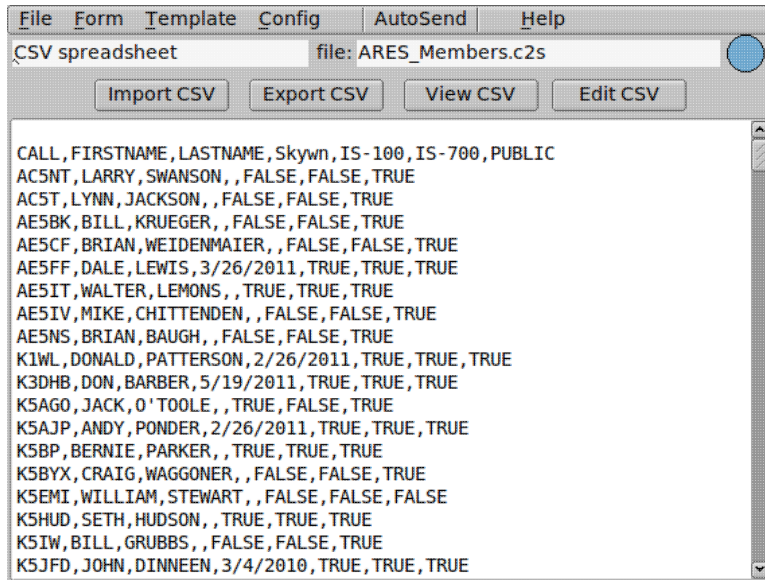 File Form Template Config AutoSend Help
CSV spreadsheet file: ARES_Members.c2s
Import CSV Export CSV View CSV Edit CSV
CALL,FIRSTNAME,LASTNAME,Skywn,IS-100,IS-700,PUBLIC
AC5NT,LARRY,SWANSON,,FALSE,FALSE,TRUE
AC5T,LYNN,JACKSON,,FALSE,FALSE,TRUE
AE5BK,BILL,KRUEGER,,FALSE,FALSE,TRUE
AE5CF,BRIAN,WEIDENMAIER,,FALSE,FALSE,TRUE
AE5FF,DALE,LEWIS,3/26/2011,TRUE,TRUE,TRUE
AE5IT,WALTER,LEMONS,,TRUE,TRUE,TRUE
AE5IV,MIKE,CHITTENDEN,,FALSE,FALSE,TRUE
AE5NS,BRIAN,BAUGH,,FALSE,FALSE,TRUE
K1WL,DONALD,PATTERSON,2/26/2011,TRUE,TRUE,TRUE
K3DHB,DON,BARBER,5/19/2011,TRUE,TRUE,TRUE
K5AGO,JACK,O'TOOLE,,TRUE,FALSE,TRUE
K5AJP,ANDY,PONDER,2/26/2011,TRUE,TRUE,TRUE
K5BP,BERNIE,PARKER,,TRUE,TRUE,TRUE
K5BYX,CRAIG,WAGGONER,,FALSE,FALSE,TRUE
K5EMI,WILLIAM,STEWART,,FALSE,FALSE,FALSE
K5HUD,SETH,HUDSON,,TRUE,TRUE,TRUE
K5IW,BILL,GRUBBS,,FALSE,FALSE,TRUE
K5JFD,JOHN,DINNEEN,3/4/2010,TRUE,TRUE,TRUE